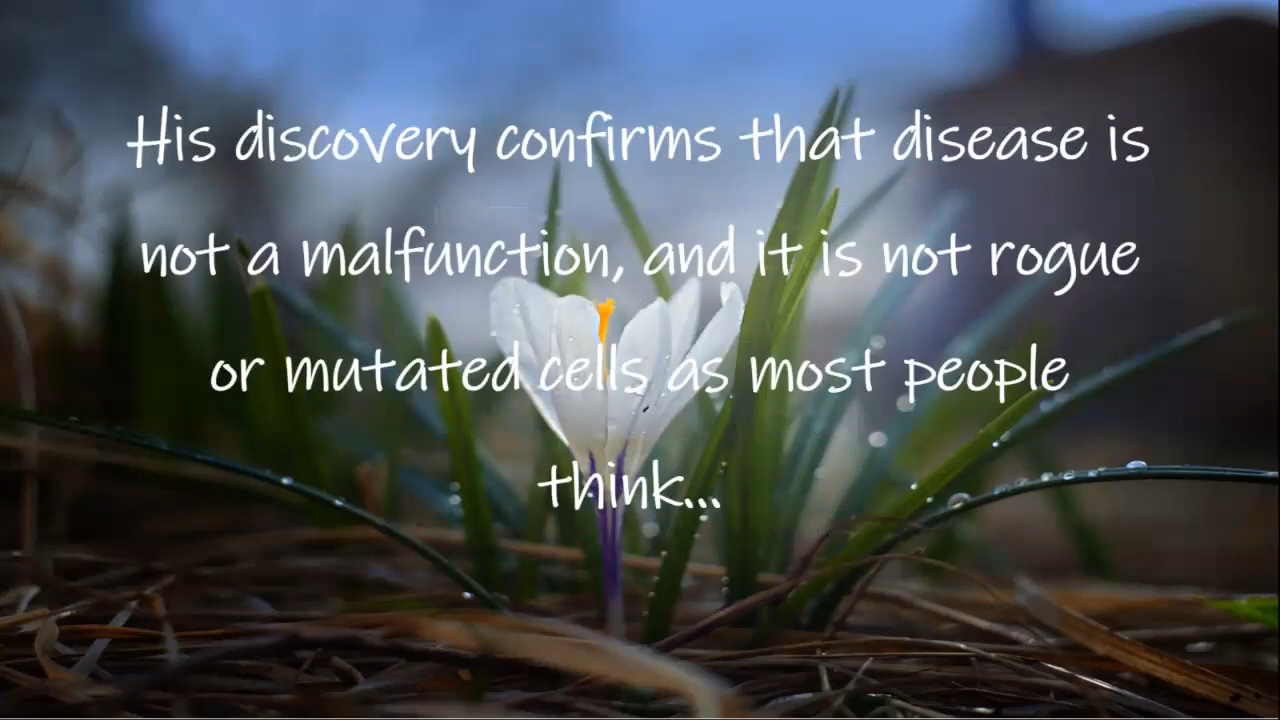 His discovery confirms that disease is
not a malfunction, and it is not rogue
or mutated cells as most people
think...